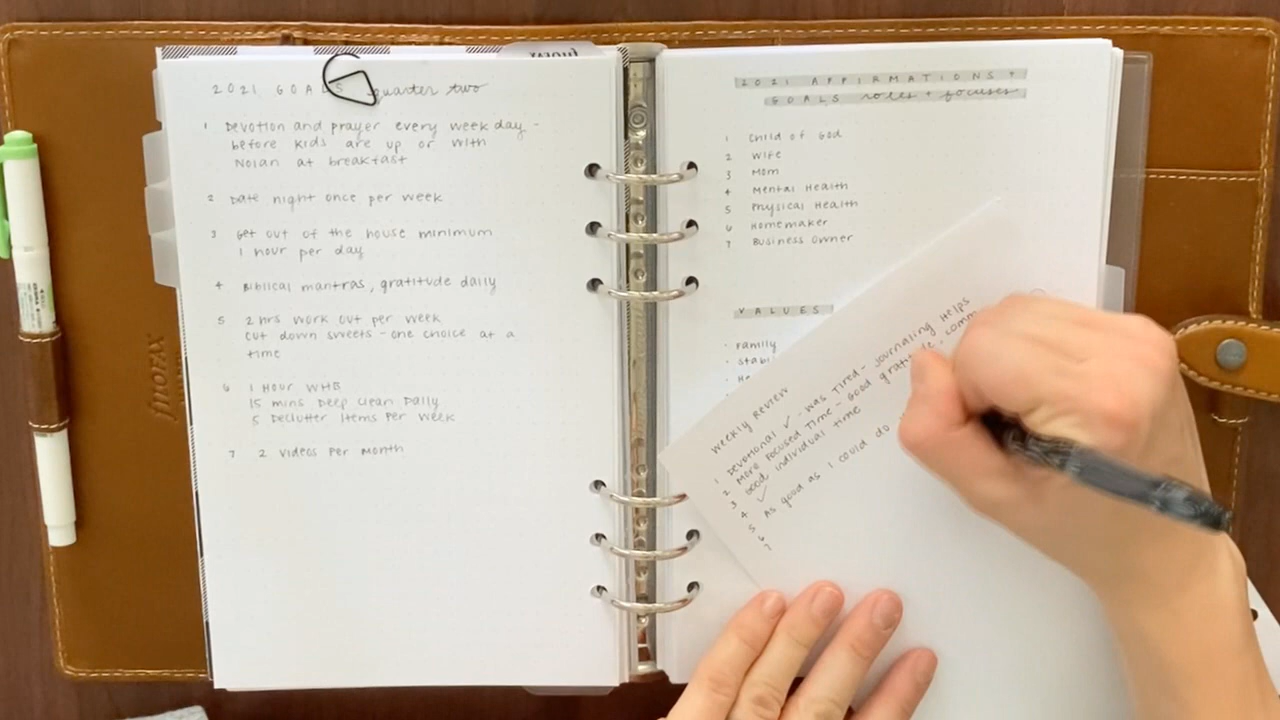 2021 GOALS quarter two
1 Devotion and prayer every week day -
before kids are up or with
Nolan at breakfast
2 Date night once per week
3 Get out of the house minimum
1 hour per day
4 Biblical mantras, gratitude daily
5 2 hrs work out per week
cut down sweets - one choice at a
time
6 1 Hour WHB
15 mins Deep clean Daily
5 Declutter Items Per Week
7 2 Videos Per Month
2021 AFFIRMATIONS +
GOALS roles + focuses
1 Child of God
2 Wife
3 Mom
4 Mental Health
5 Physical Health
6 Homemaker
7 Business Owner
VALUES
· Family
· Stabi
· He
Weekly Review
1 Devotional ✓ - was tired - journaling helps
2 More focused time - Good gratitude, comm
3 Good individual time
4 ✓
5 As good as I could do
6
7
filofax
filofax